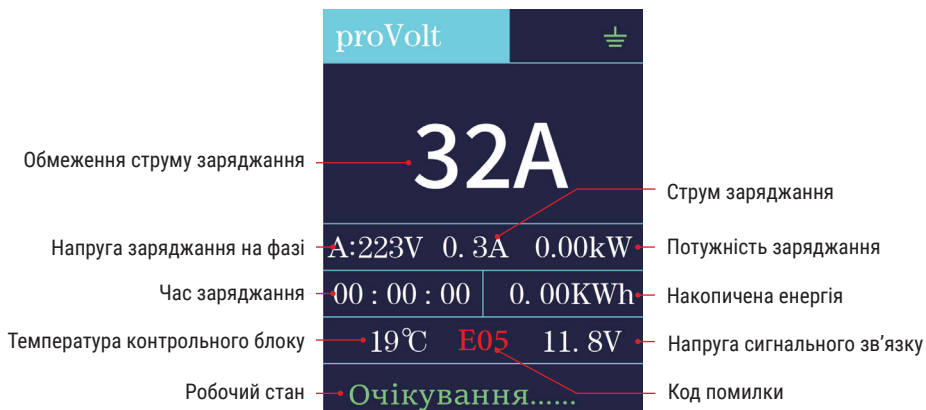 proVolt
32A
Обмеження струму заряджання
Струм заряджання
Напруга заряджання на фазі
A:223V 0. 3A 0.00kW
Потужність заряджання
Час заряджання
00 : 00 : 00 0. 00KWh
Накопичена енергія
Температура контрольного блоку
19℃ E05 11. 8V
Напруга сигнального зв’язку
Робочий стан
Очікування......
Код помилки